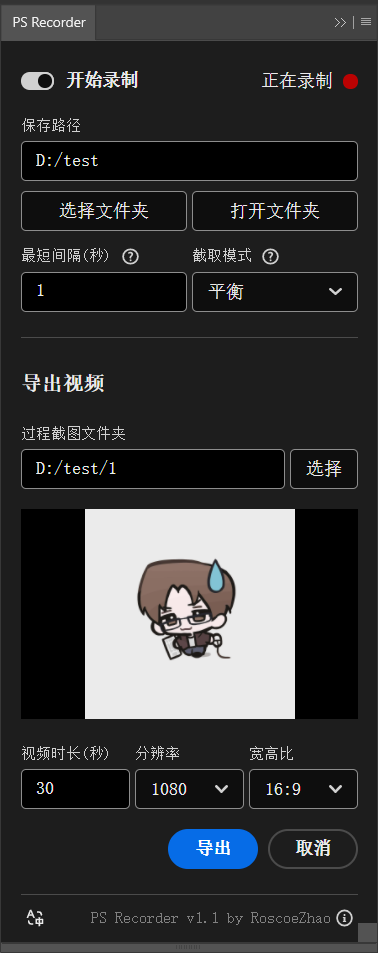 PS Recorder
开始录制 正在录制
保存路径
D:/test
选择文件夹 打开文件夹
最短间隔(秒) ? 截取模式 ?
1 平衡
导出视频
过程截图文件夹
D:/test/1 选择
视频时长(秒) 分辨率 宽高比
30 1080 16:9
导出 取消
A中 PS Recorder v1.1 by RoscoeZhao